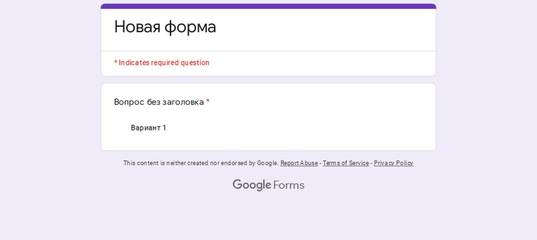 Новая форма
* Indicates required question
Вопрос без заголовка *
Вариант 1
This content is neither created nor endorsed by Google. Report Abuse - Terms of Service - Privacy Policy
Google Forms